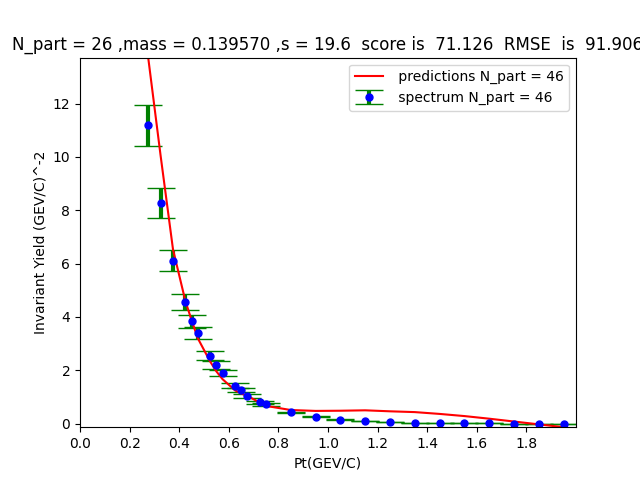 N_part = 26 ,mass = 0.139570 ,s = 19.6  score is  71.126  RMSE  is  91.906
predictions N_part = 46
spectrum N_part = 46
Invariant Yield (GEV/C)^-2
12
10
8
6
4
2
0
0.0 0.2 0.4 0.6 0.8 1.0 1.2 1.4 1.6 1.8
Pt(GEV/C)